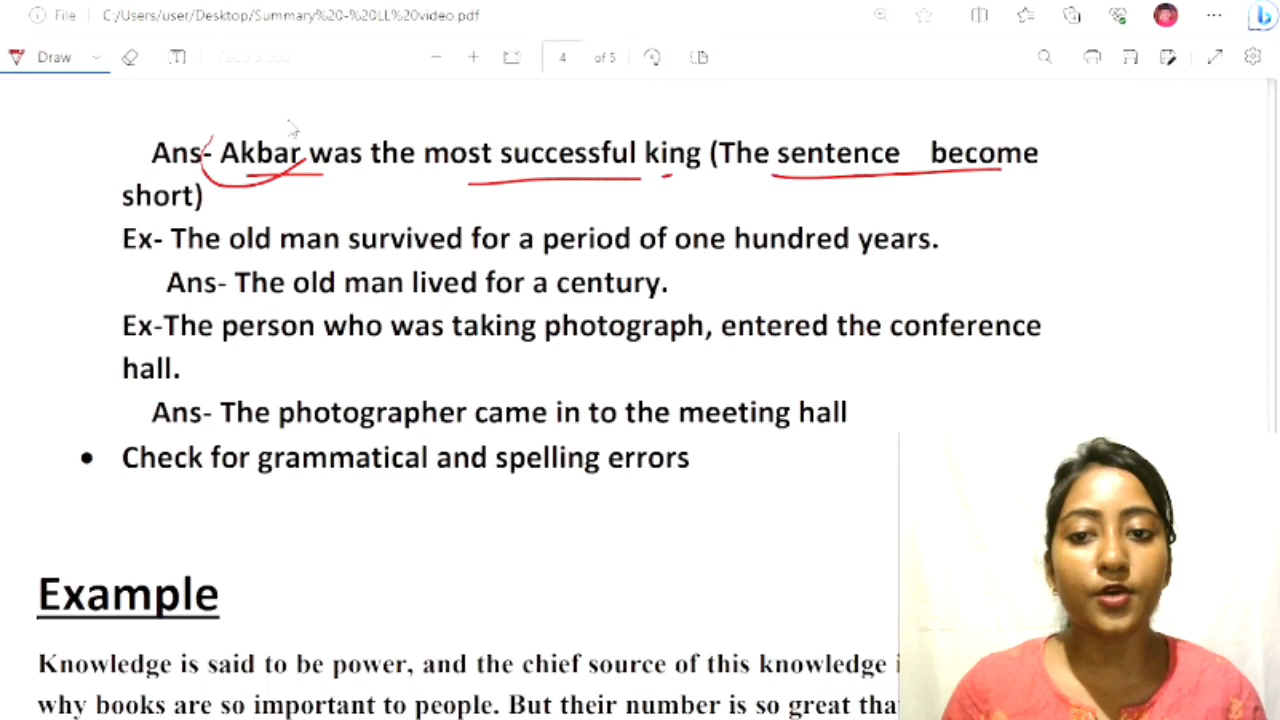 File C:/Users/user/Desktop/Summary%20-%20LL%20video.pdf
Draw 4 of 5
Ans- Akbar was the most successful king (The sentence become
short)
Ex- The old man survived for a period of one hundred years.
Ans- The old man lived for a century.
Ex-The person who was taking photograph, entered the conference
hall.
Ans- The photographer came in to the meeting hall
• Check for grammatical and spelling errors
Example
Knowledge is said to be power, and the chief source of this knowledge
why books are so important to people. But their number is so great